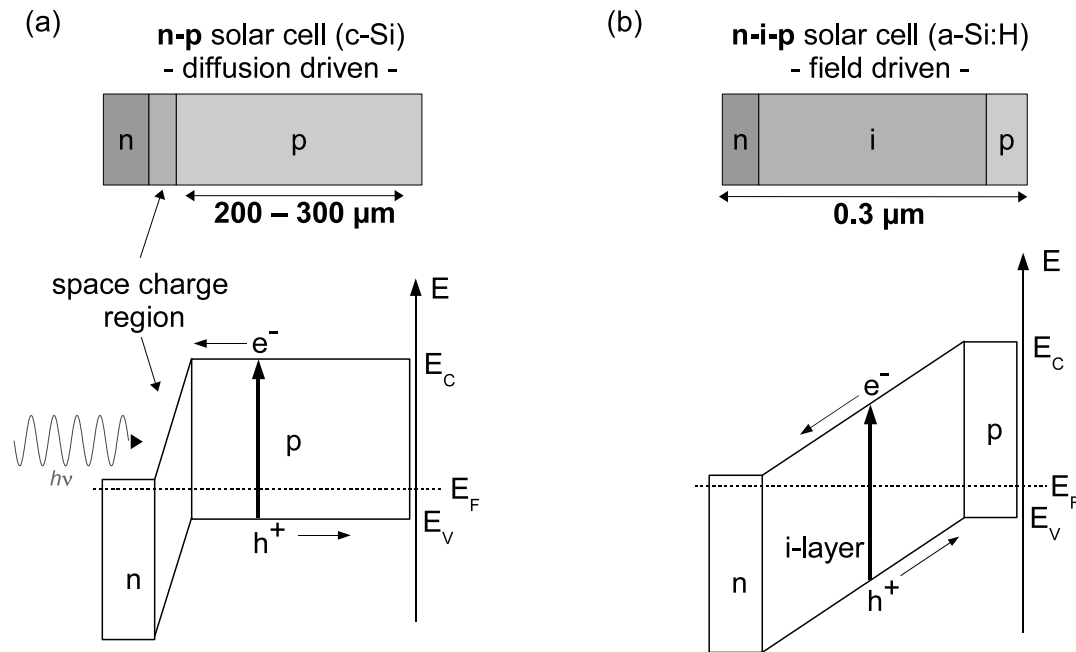 (a)
n-p solar cell (c-Si)
- diffusion driven -
n
p
200 – 300 µm
space charge
region
E
e⁻
E_C
p
hν
E_F
E_V
h⁺
n
(b)
n-i-p solar cell (a-Si:H)
- field driven -
n
i
p
0.3 µm
E
E_C
e⁻
p
E_F
E_V
i-layer
n
h⁺